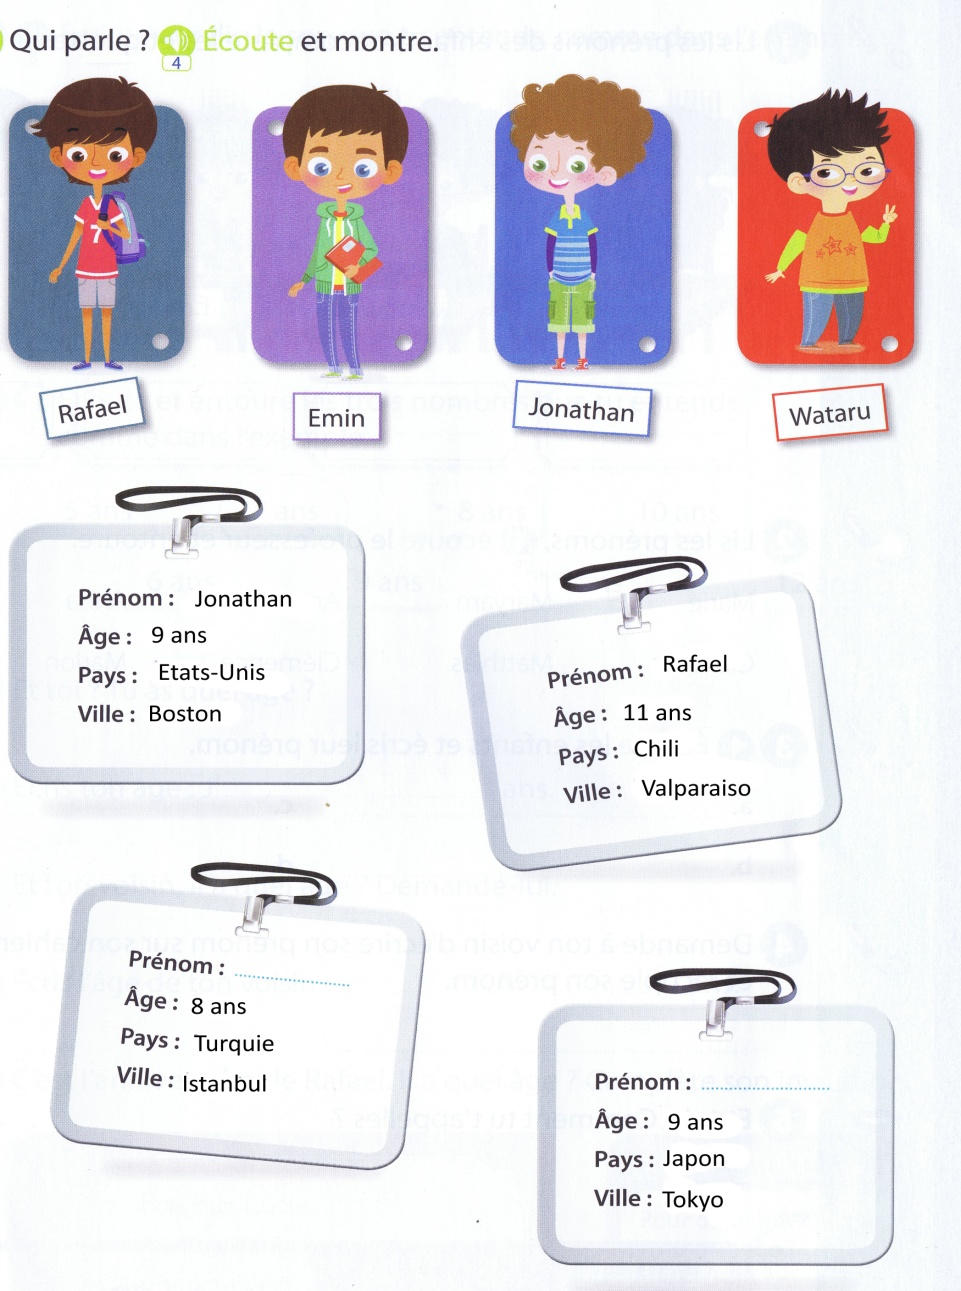 Qui parle ? Écoute et montre.
4
Rafael
Emin
Jonathan
Wataru
Prénom : Jonathan
Âge : 9 ans
Pays : Etats-Unis
Ville : Boston
Prénom : Rafael
Âge : 11 ans
Pays : Chili
Ville : Valparaiso
Prénom :
Âge : 8 ans
Pays : Turquie
Ville : Istanbul
Prénom :
Âge : 9 ans
Pays : Japon
Ville : Tokyo